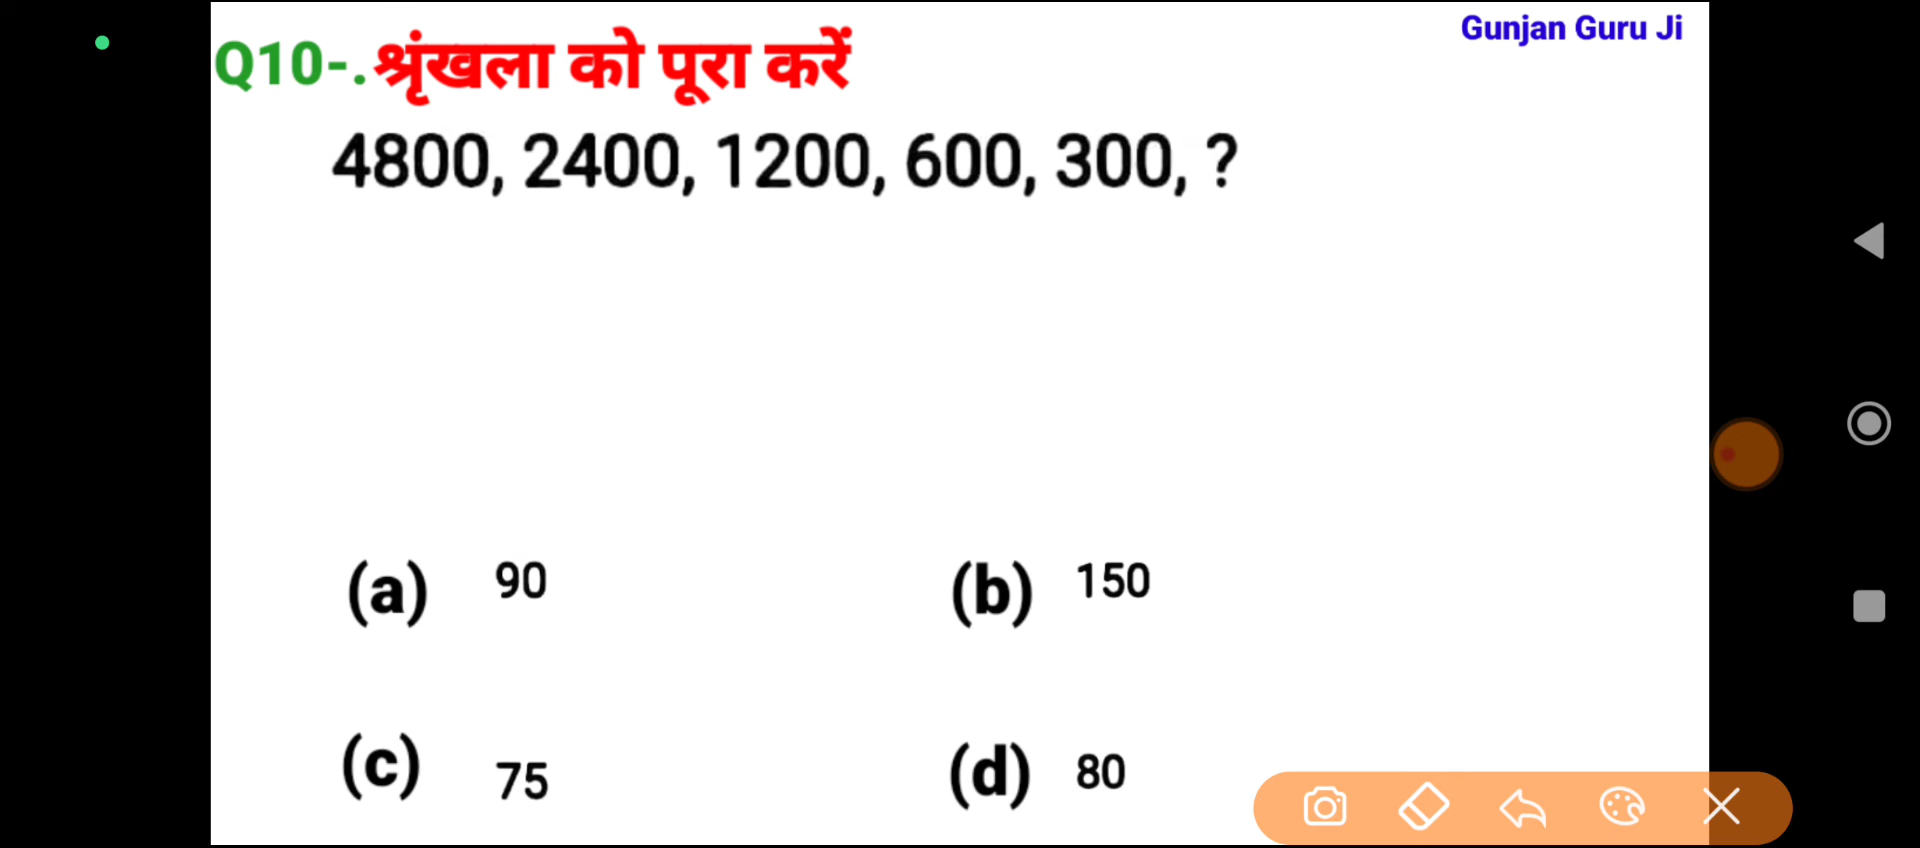 Gunjan Guru Ji
Q10-.श्रृंखला को पूरा करें
4800, 2400, 1200, 600, 300, ?
(a) 90 (b) 150
(c) 75 (d) 80